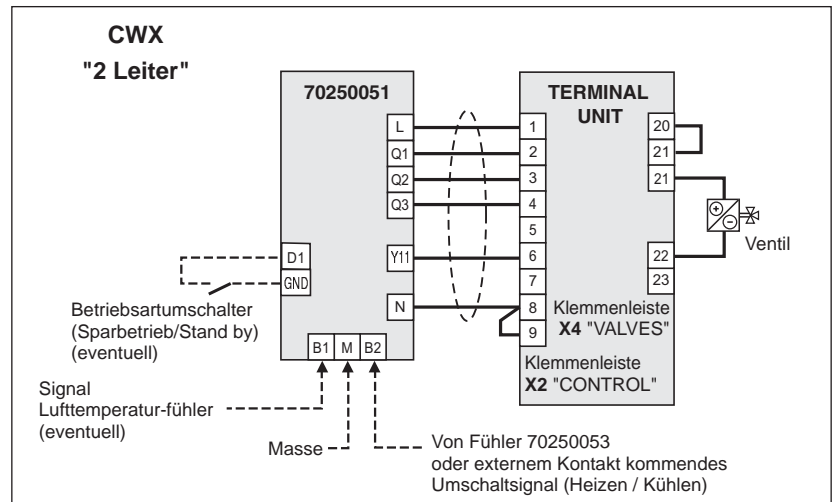 CWX
"2 Leiter"
70250051
L
Q1
Q2
Q3
Y11
N
D1
GND
B1 M B2
TERMINAL
UNIT
1
2
3
4
5
6
7
8
9
20
21
21
22
23
Ventil
Klemmenleiste
X4 "VALVES"
Klemmenleiste
X2 "CONTROL"
Betriebsartumschalter
(Sparbetrieb/Stand by)
(eventuell)
Signal
Lufttemperatur-fühler
(eventuell)
Masse
Von Fühler 70250053
oder externem Kontakt kommendes
Umschaltsignal (Heizen / Kühlen)